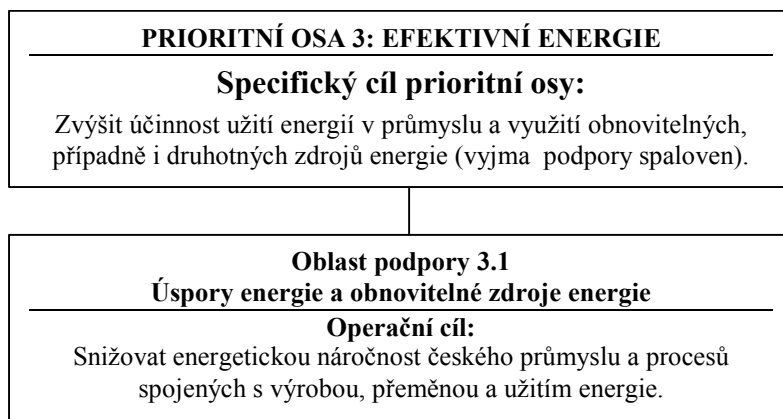 PRIORITNÍ OSA 3: EFEKTIVNÍ ENERGIE
Specifický cíl prioritní osy:
Zvýšit účinnost užití energií v průmyslu a využití obnovitelných,
případně i druhotných zdrojů energie (vyjma podpory spaloven).
Oblast podpory 3.1
Úspory energie a obnovitelné zdroje energie
Operační cíl:
Snižovat energetickou náročnost českého průmyslu a procesů
spojených s výrobou, přeměnou a užitím energie.